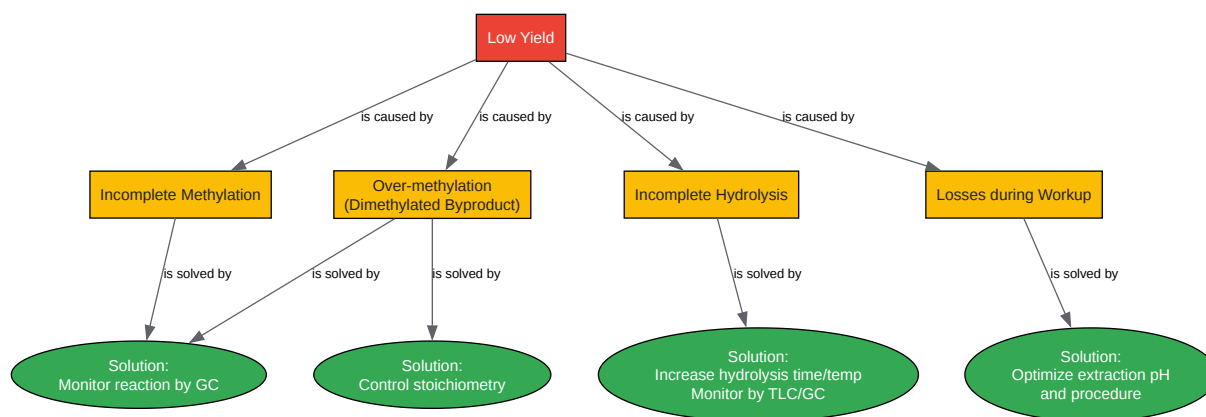 Low Yield
is caused by
is caused by
is caused by
is caused by
Incomplete Methylation
Over-methylation
(Dimethylated Byproduct)
Incomplete Hydrolysis
Losses during Workup
is solved by
is solved by
is solved by
is solved by
is solved by
Solution:
Monitor reaction by GC
Solution:
Control stoichiometry
Solution:
Increase hydrolysis time/temp
Monitor by TLC/GC
Solution:
Optimize extraction pH
and procedure